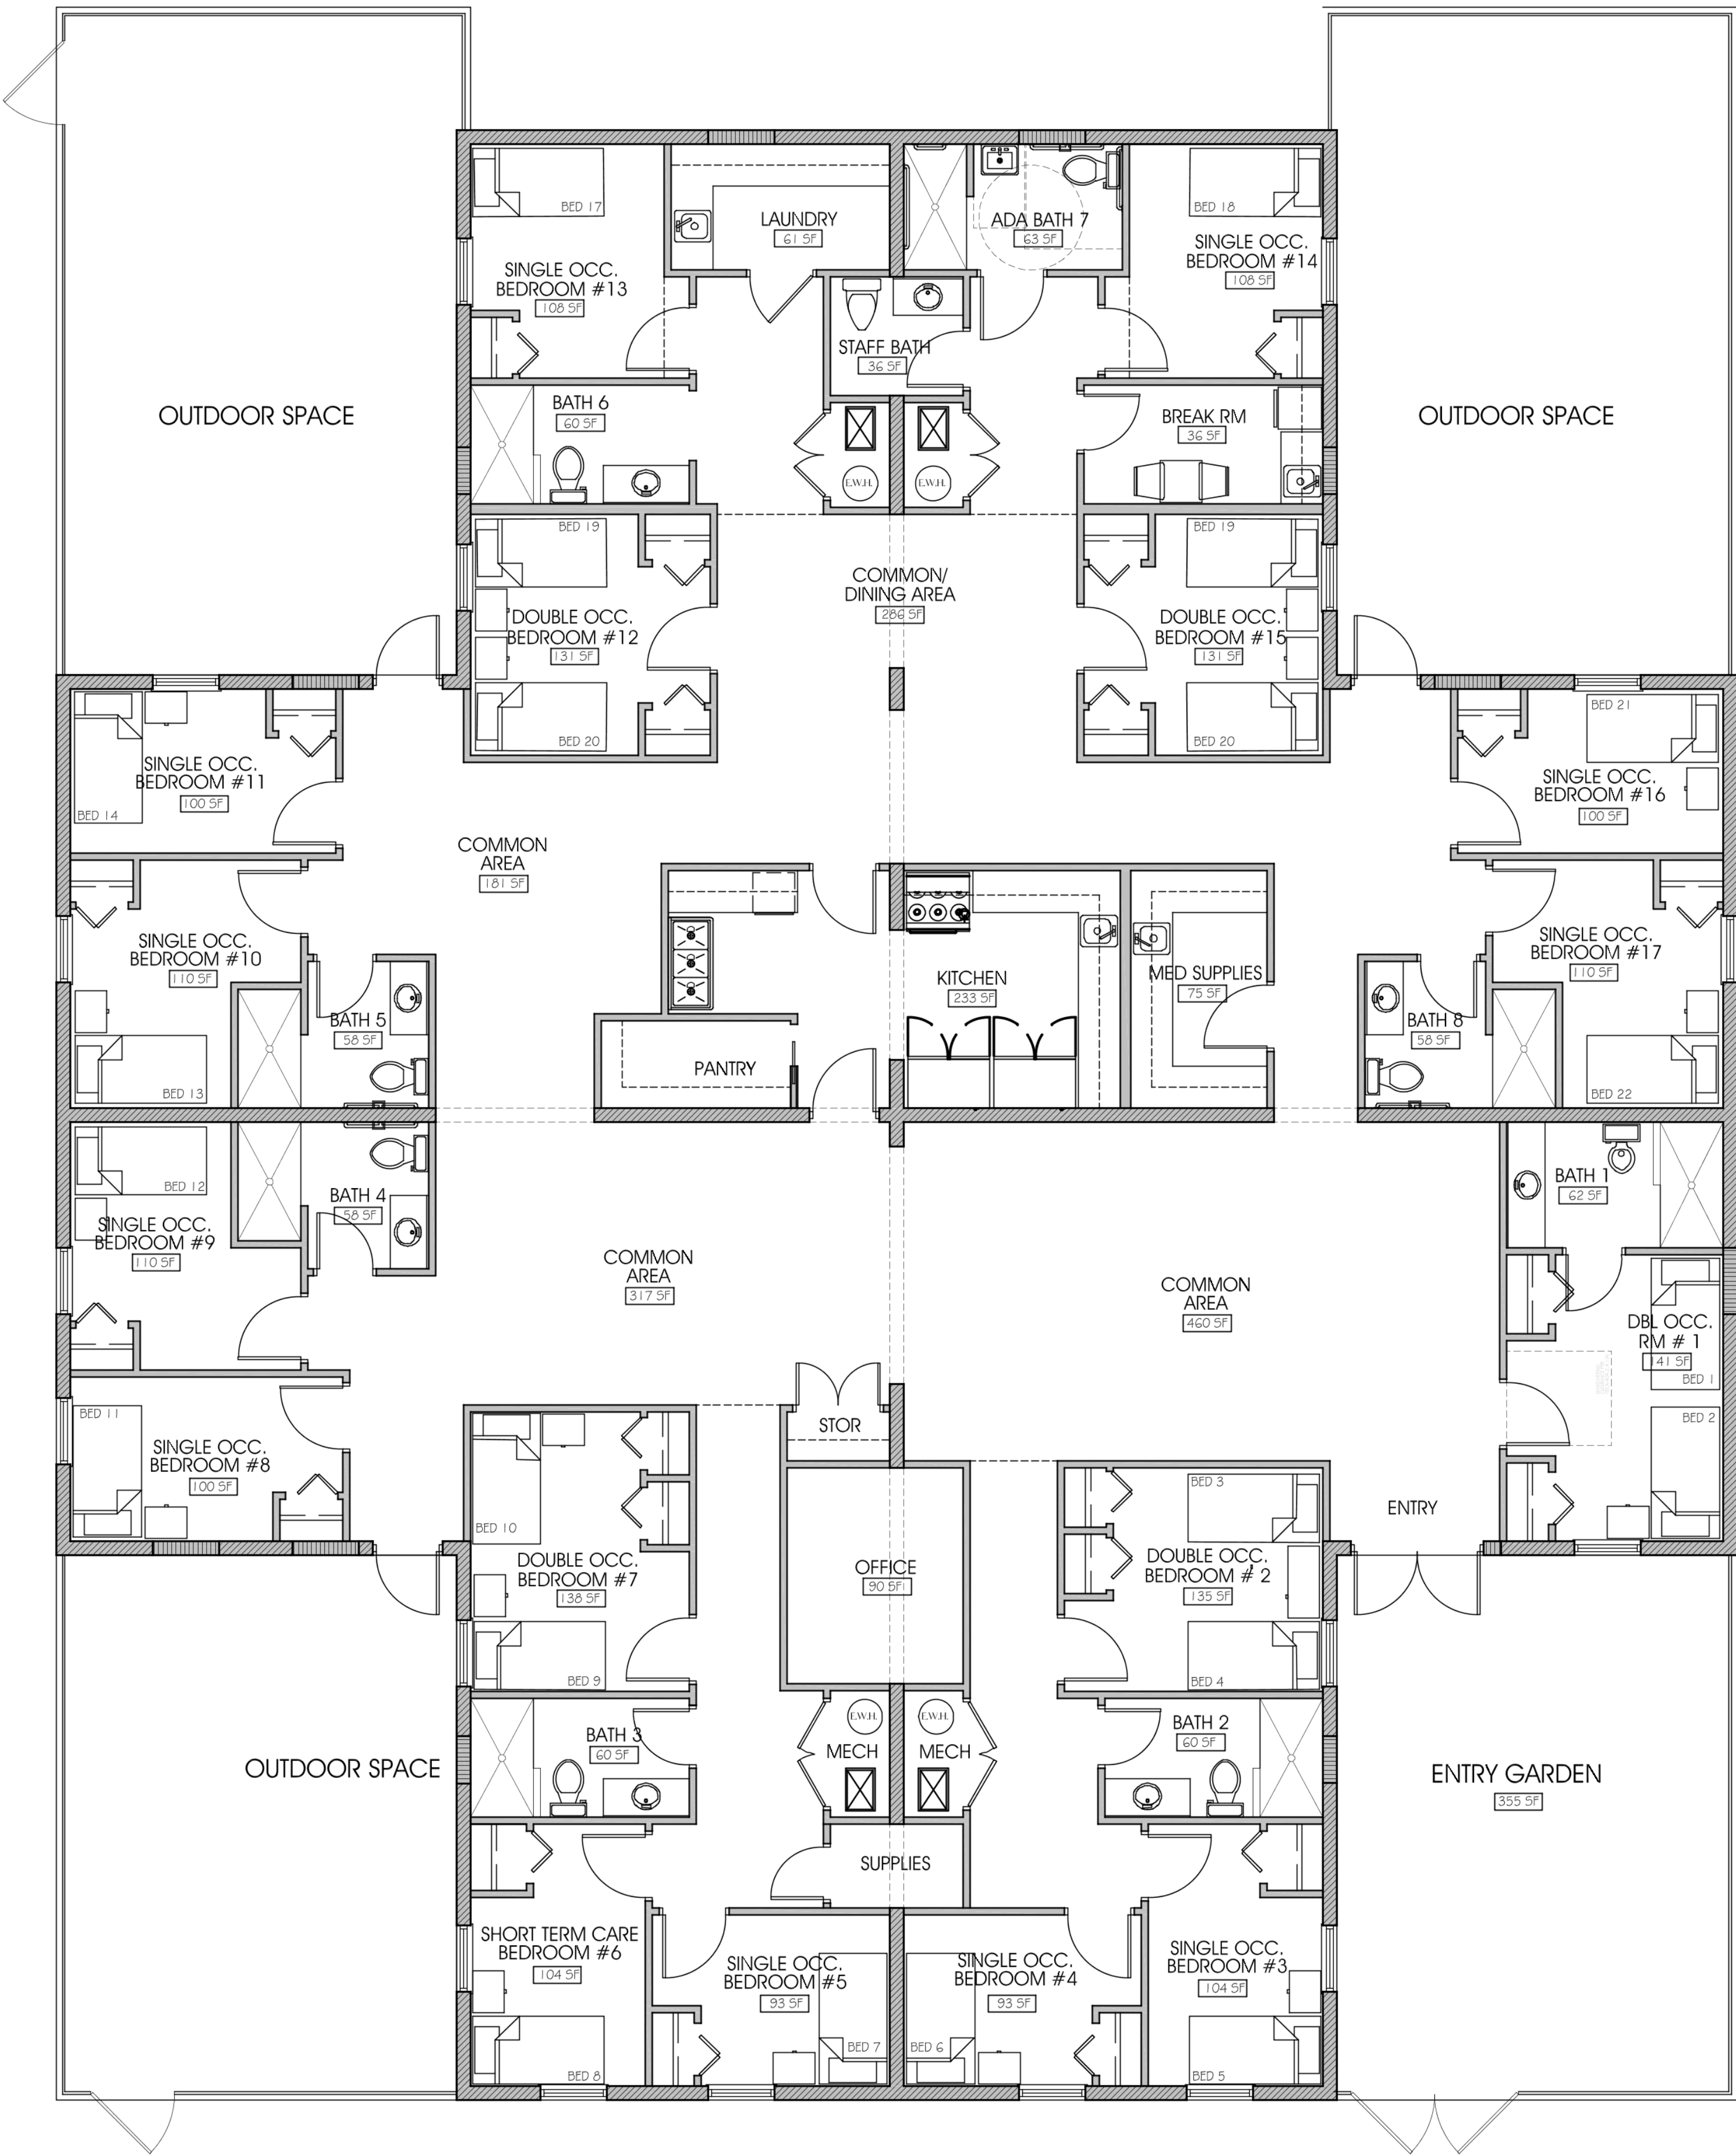 BED 17
LAUNDRY
61 SF
ADA BATH 7
63 SF
BED 18
SINGLE OCC.
BEDROOM #13
108 SF
SINGLE OCC.
BEDROOM #14
108 SF
STAFF BATH
36 SF
OUTDOOR SPACE
BATH 6
60 SF
BREAK RM
36 SF
OUTDOOR SPACE
E.W.H.
E.W.H.
BED 19
BED 19
COMMON/
DINING AREA
286 SF
DOUBLE OCC.
BEDROOM #12
131 SF
DOUBLE OCC.
BEDROOM #15
131 SF
BED 20
BED 20
SINGLE OCC.
BEDROOM #11
100 SF
BED 14
BED 21
SINGLE OCC.
BEDROOM #16
100 SF
COMMON
AREA
181 SF
SINGLE OCC.
BEDROOM #10
110 SF
KITCHEN
233 SF
MED SUPPLIES
75 SF
SINGLE OCC.
BEDROOM #17
110 SF
BATH 5
58 SF
BATH 8
58 SF
PANTRY
BED 13
BED 22
BED 12
BATH 4
58 SF
BATH 1
62 SF
SINGLE OCC.
BEDROOM #9
110 SF
COMMON
AREA
317 SF
COMMON
AREA
460 SF
DBL OCC.
RM # 1
141 SF
BED 1
BED 11
BED 2
SINGLE OCC.
BEDROOM #8
100 SF
STOR
BED 10
BED 3
ENTRY
DOUBLE OCC.
BEDROOM #7
138 SF
OFFICE
90 SF
DOUBLE OCC.
BEDROOM # 2
135 SF
BED 9
BED 4
E.W.H.
E.W.H.
BATH 3
60 SF
MECH
MECH
BATH 2
60 SF
OUTDOOR SPACE
ENTRY GARDEN
355 SF
SUPPLIES
SHORT TERM CARE
BEDROOM #6
104 SF
SINGLE OCC.
BEDROOM #5
93 SF
SINGLE OCC.
BEDROOM #4
93 SF
SINGLE OCC.
BEDROOM #3
104 SF
BED 8
BED 7
BED 6
BED 5